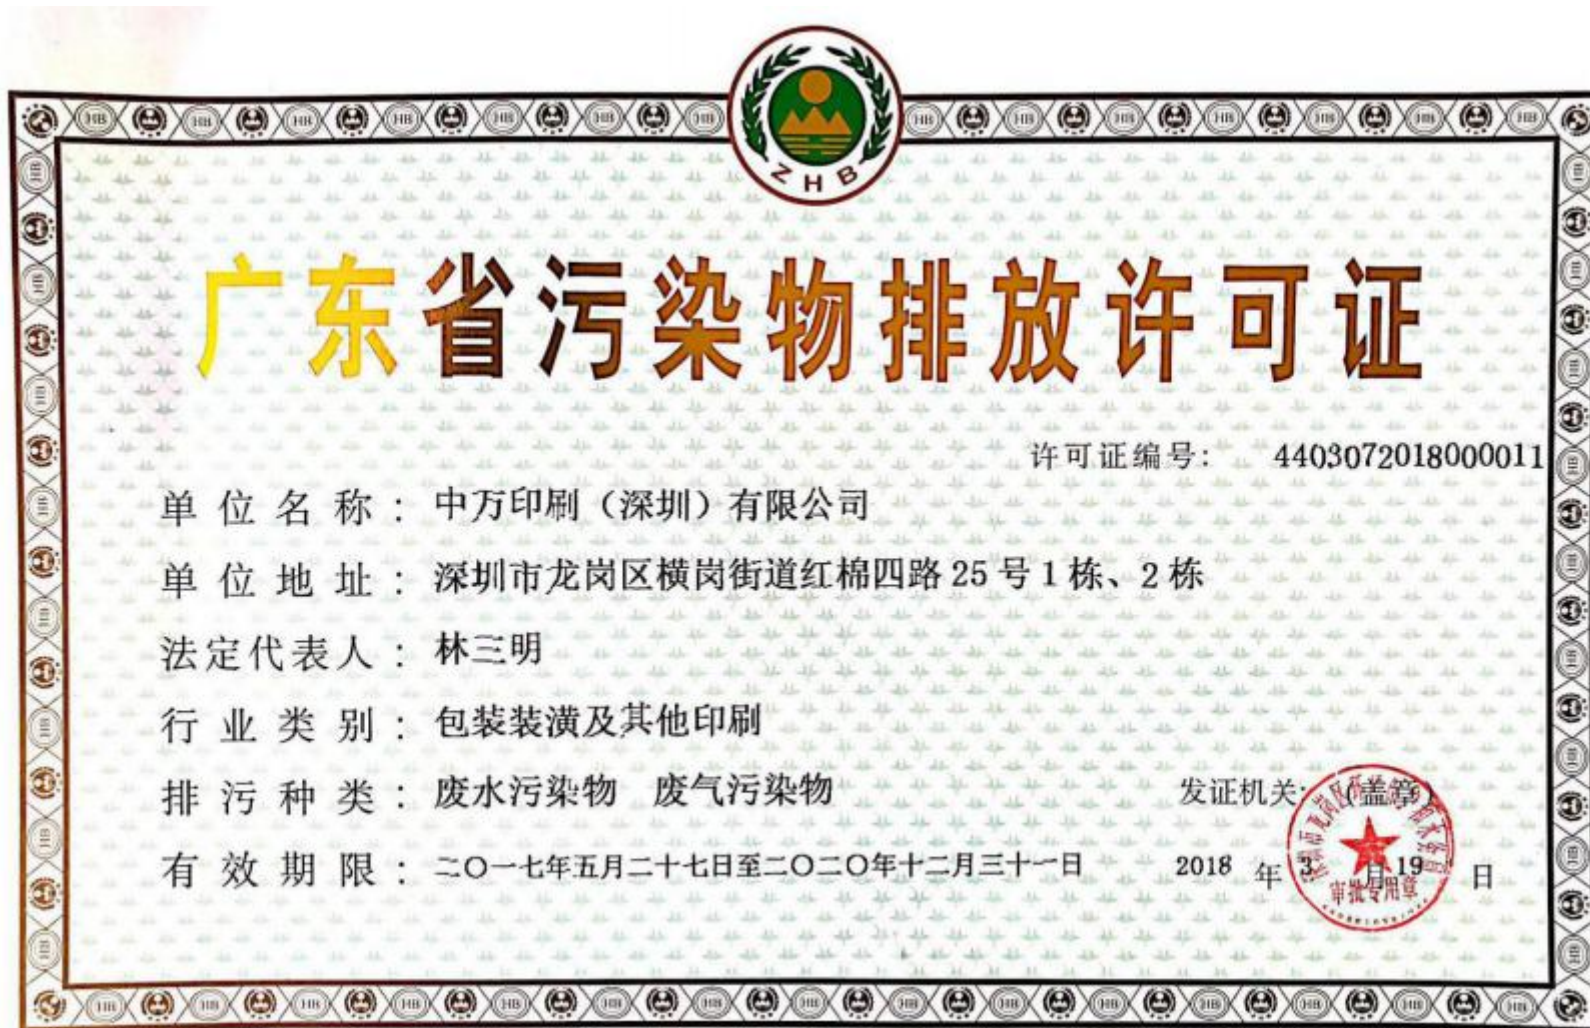 ZHB
广东省污染物排放许可证
许可证编号: 4403072018000011
单位名称: 中万印刷（深圳）有限公司
单位地址: 深圳市龙岗区横岗街道红棉四路25号1栋、2栋
法定代表人: 林三明
行业类别: 包装装潢及其他印刷
排污种类: 废水污染物 废气污染物
发证机关: （盖章）
有效期限: 二〇一七年五月二十七日至二〇二〇年十二月三十一日
2018 年 3 月 19 日
审批专用章